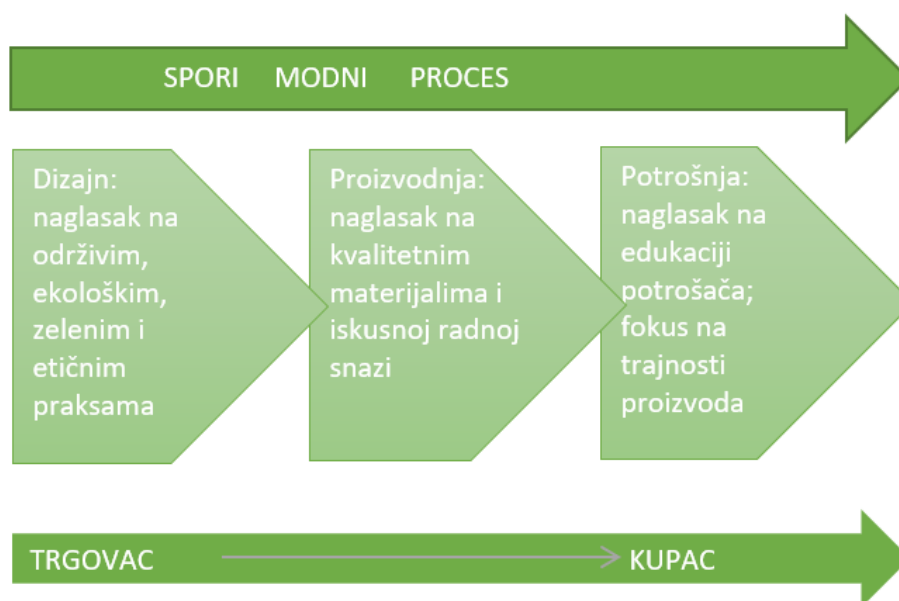 SPORI MODNI PROCES
Dizajn:
naglasak na
održivim,
ekološkim,
zelenim i
etičnim
praksama
Proizvodnja:
naglasak na
kvalitetnim
materijalima i
iskusnoj radnoj
snazi
Potrošnja:
naglasak na
edukaciji
potrošača;
fokus na
trajnosti
proizvoda
TRGOVAC KUPAC